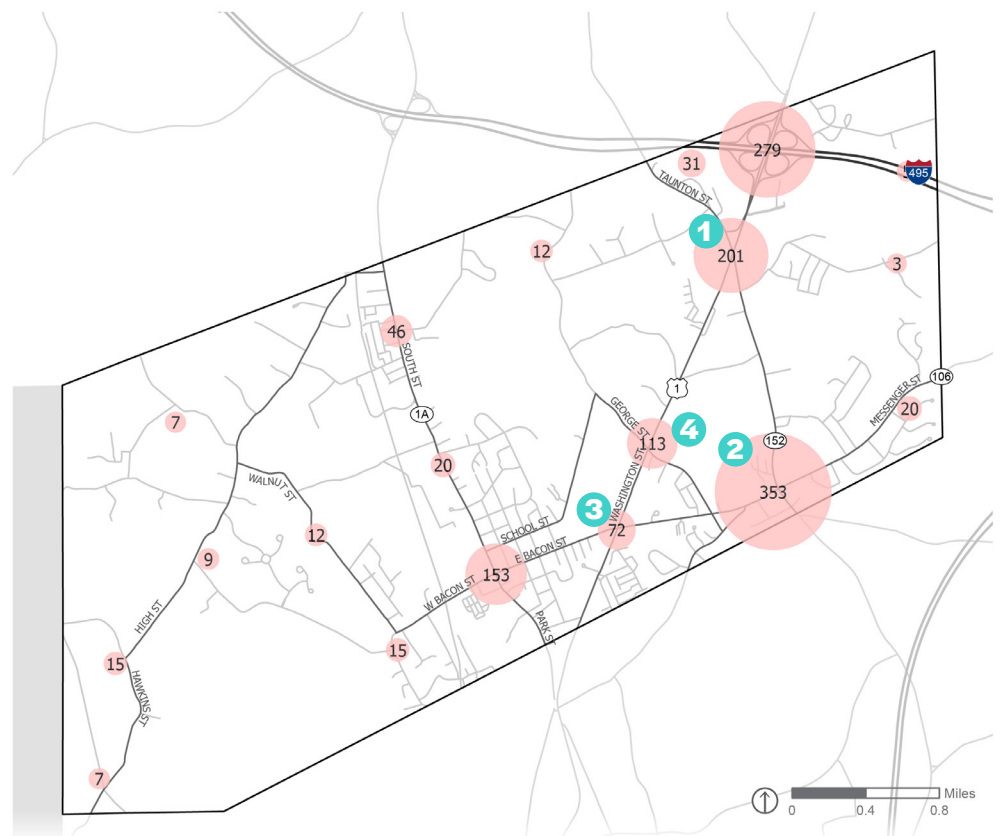 279
31
495
TAUNTON ST
1
201
12
3
46
SOUTH ST
106
1
MESSENGER ST
20
7
1A
GEORGE ST
4
113
2
152
20
WALNUT ST
353
WASHINGTON ST
3
12
SCHOOL ST
72
E BACON ST
9
153
W BACON ST
HIGH ST
PARK ST
15
15
HAWKINS ST
7
Miles
0 0.4 0.8